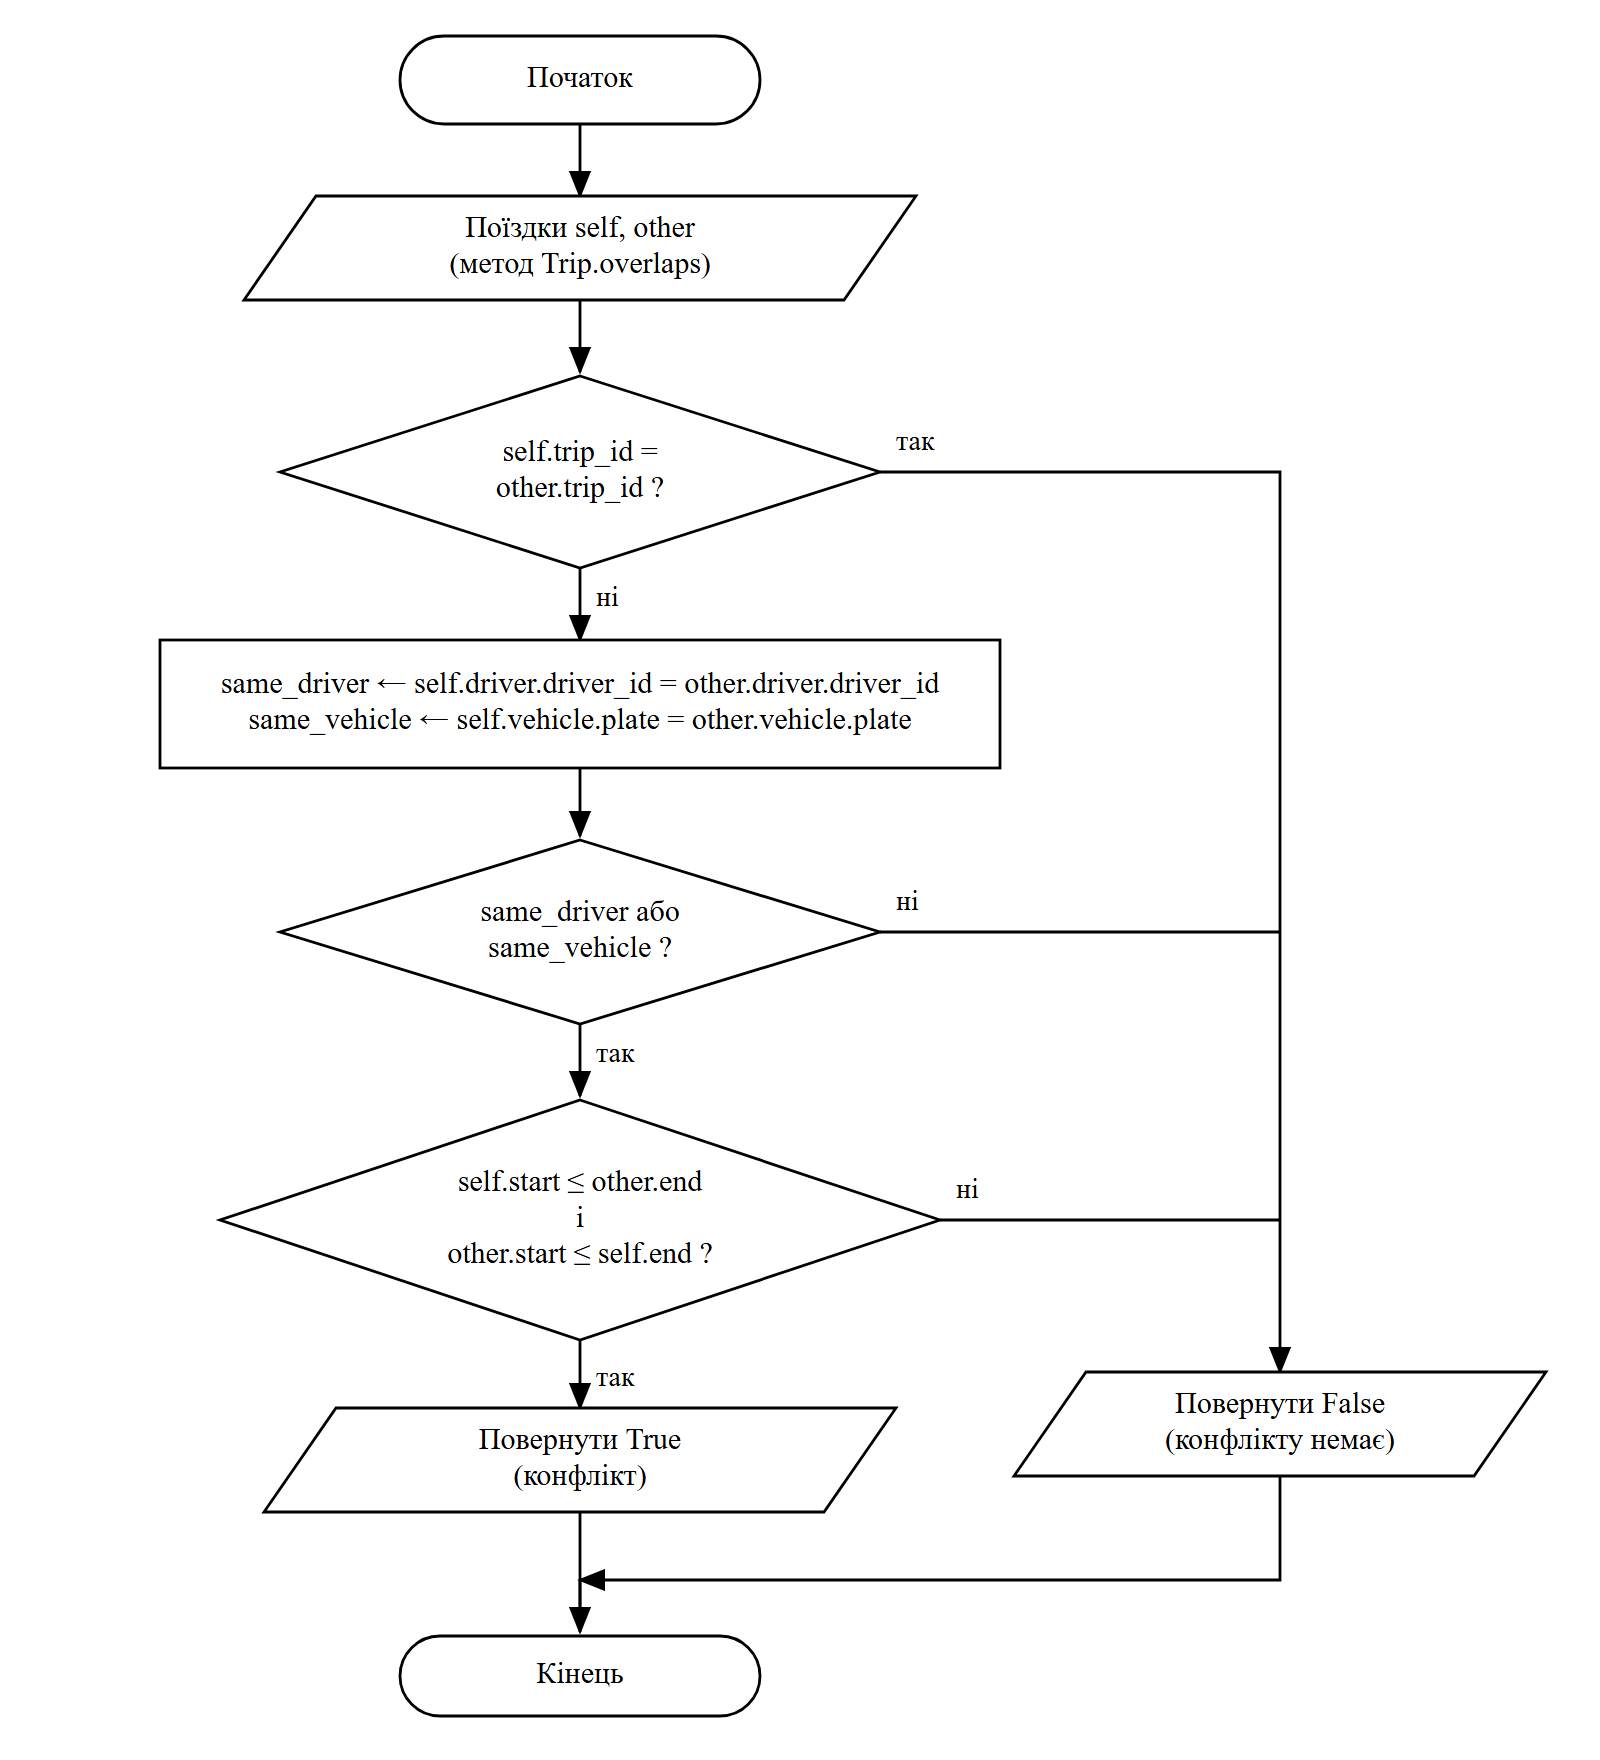 Початок
Поїздки self, other
(метод Trip.overlaps)
self.trip_id =
other.trip_id ?
так
ні
same_driver ← self.driver.driver_id = other.driver.driver_id
same_vehicle ← self.vehicle.plate = other.vehicle.plate
same_driver або
same_vehicle ?
ні
так
self.start ≤ other.end
і
other.start ≤ self.end ?
ні
так
Повернути True
(конфлікт)
Повернути False
(конфлікту немає)
Кінець